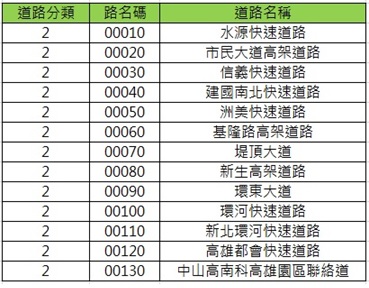 道路分類 路名碼 道路名稱
2 00010 水源快速道路
2 00020 市民大道高架道路
2 00030 信義快速道路
2 00040 建國南北快速道路
2 00050 洲美快速道路
2 00060 基隆路高架道路
2 00070 堤頂大道
2 00080 新生高架道路
2 00090 環東大道
2 00100 環河快速道路
2 00110 新北環河快速道路
2 00120 高雄都會快速道路
2 00130 中山高南科高雄園區聯絡道